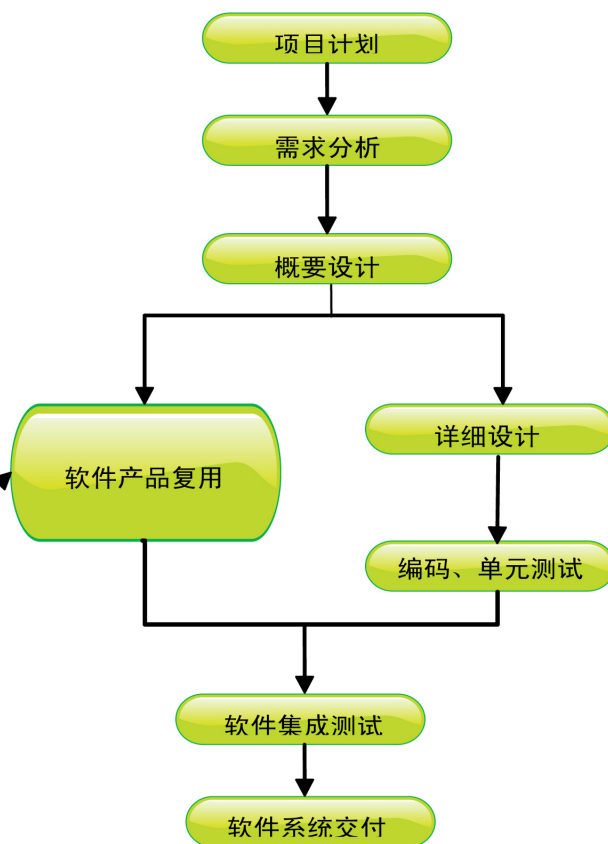 项目计划
需求分析
概要设计
软件产品复用
详细设计
编码、单元测试
软件集成测试
软件系统交付